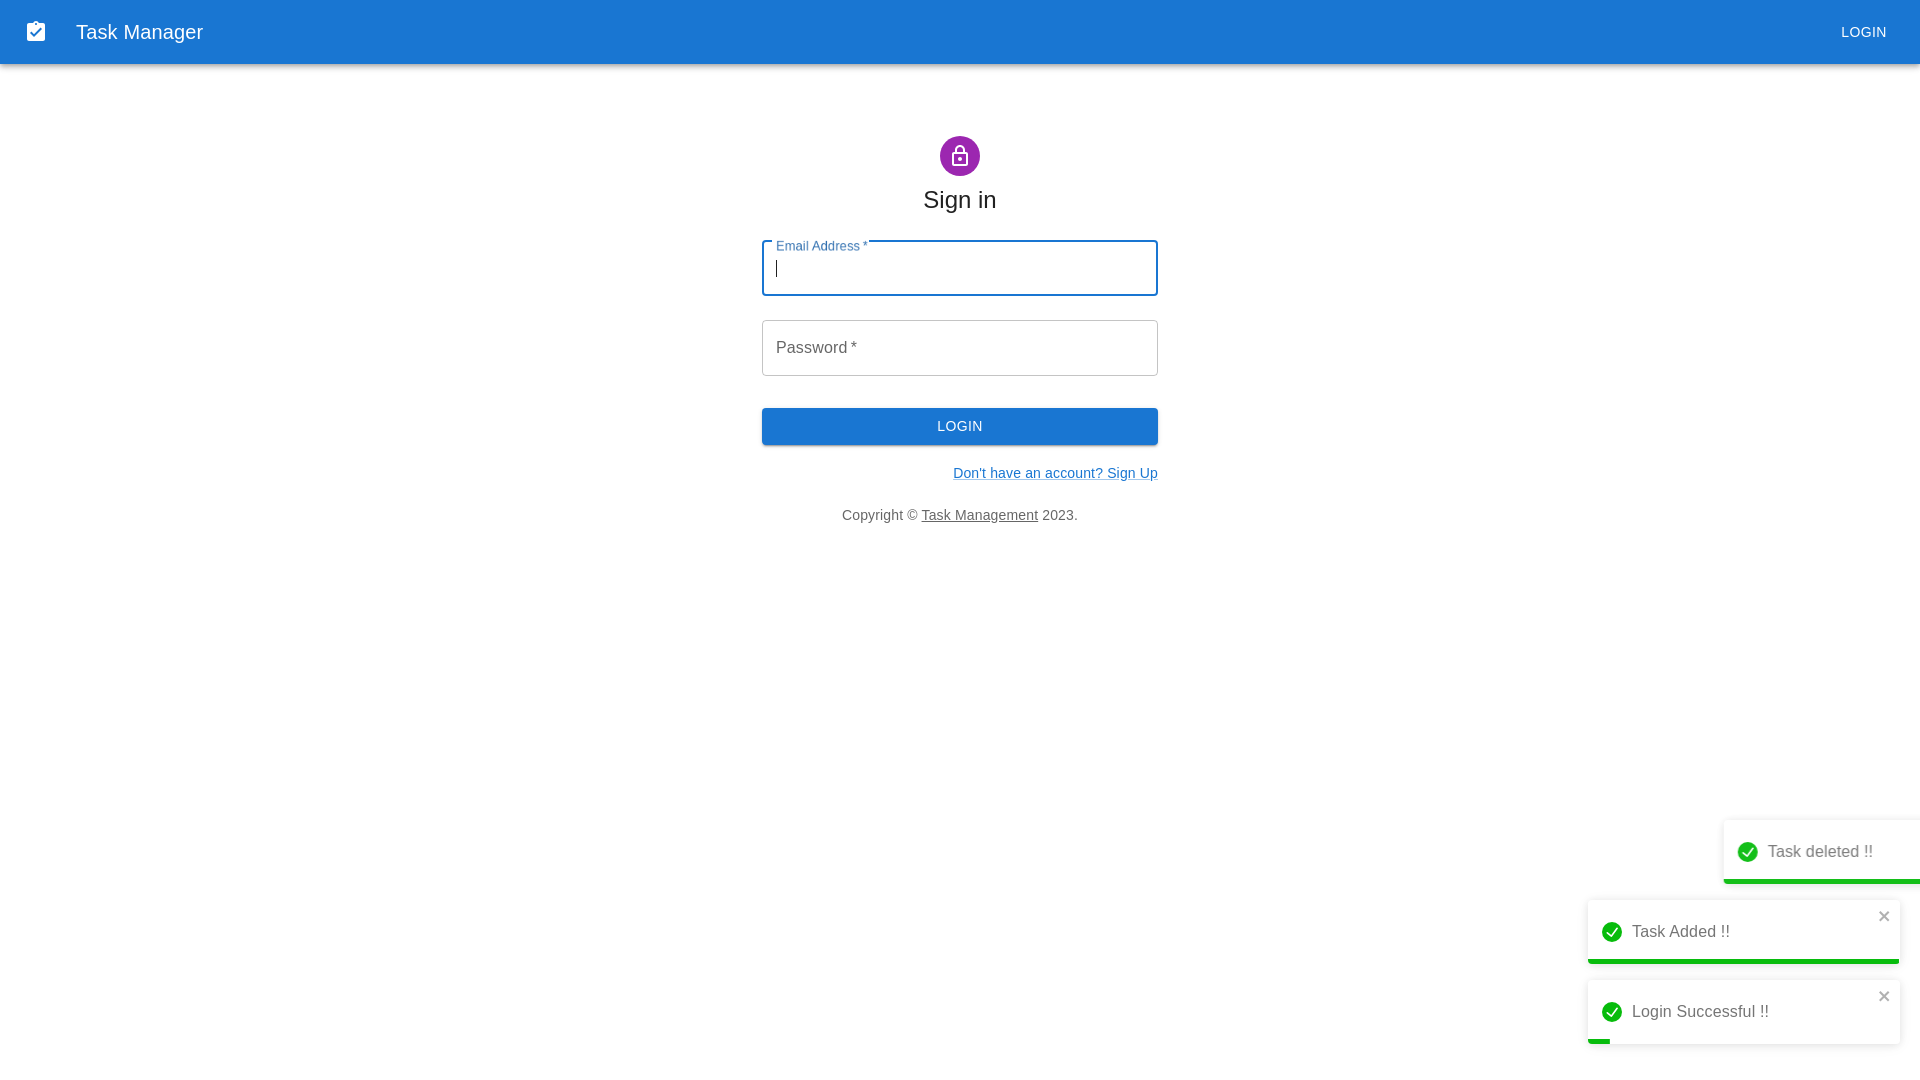 Task Manager
LOGIN
Sign in
Email Address *
Password *
LOGIN
Don't have an account? Sign Up
Copyright © Task Management 2023.
Task deleted !!
Task Added !!
Login Successful !!